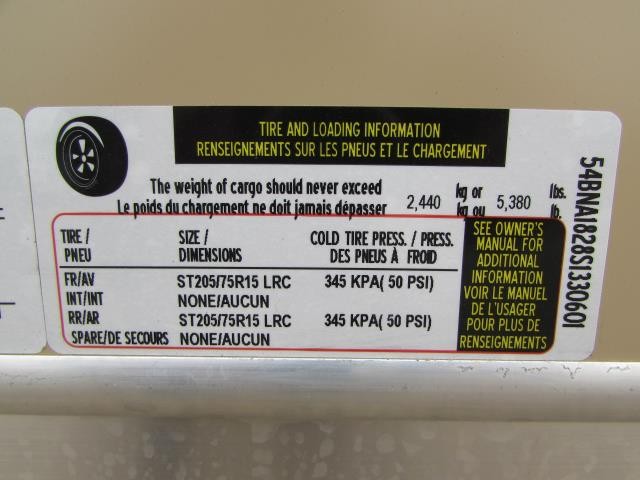 TIRE AND LOADING INFORMATION
RENSEIGNEMENTS SUR LES PNEUS ET LE CHARGEMENT
The weight of cargo should never exceed kg or lbs.
Le poids du chargement ne doit jamais dépasser 2,440 kg ou 5,380 lb.
TIRE / SIZE / COLD TIRE PRESS. / PRESS.
PNEU DIMENSIONS DES PNEUS À FROID
FR/AV ST205/75R15 LRC 345 KPA( 50 PSI)
INT/INT NONE/AUCUN
RR/AR ST205/75R15 LRC 345 KPA( 50 PSI)
SPARE/DE SECOURS NONE/AUCUN
SEE OWNER'S
MANUAL FOR
ADDITIONAL
INFORMATION
VOIR LE MANUEL
DE L'USAGER
POUR PLUS DE
RENSEIGNEMENTS
54BNA1828S1330601